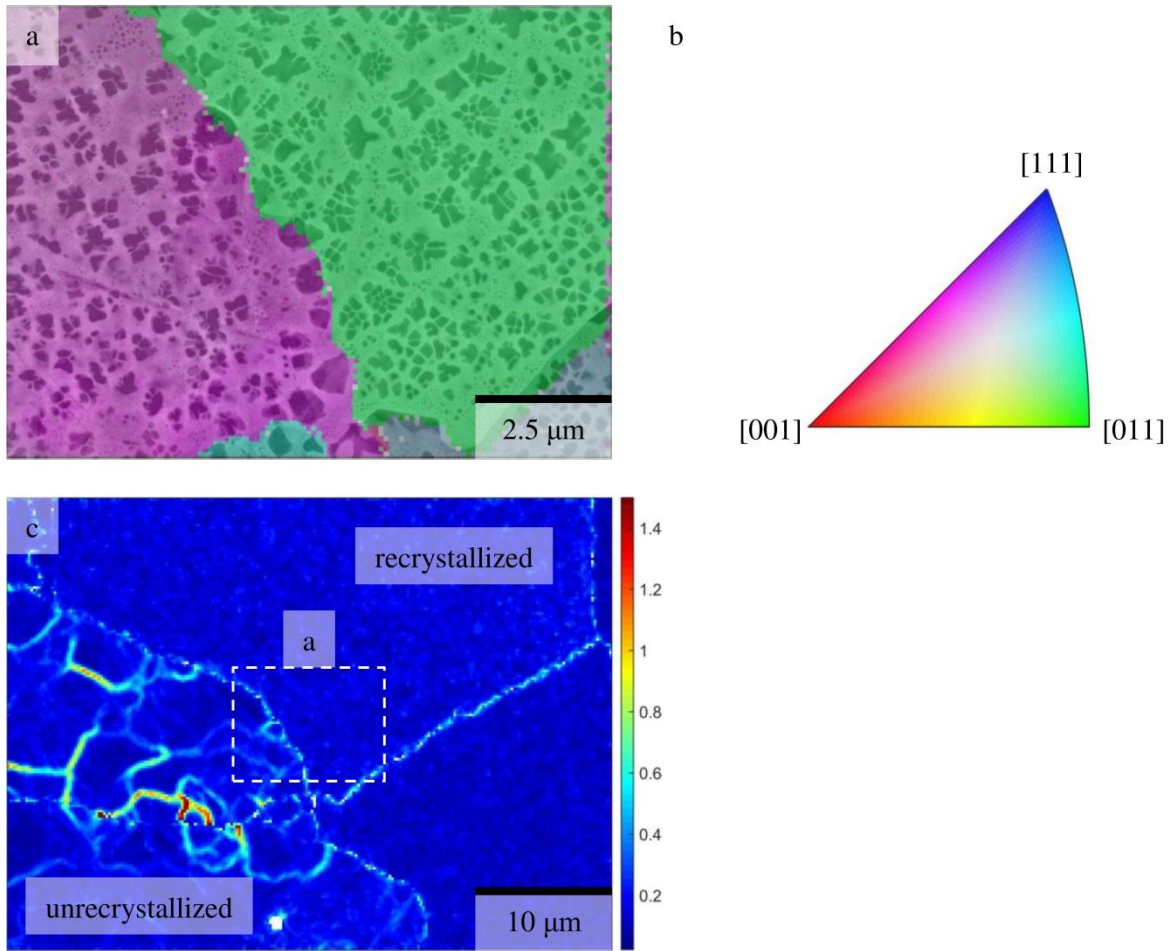 a
b
[111]
[001]
[011]
2.5 μm
c
recrystallized
a
unrecrystallized
10 μm
1.4
1.2
1
0.8
0.6
0.4
0.2